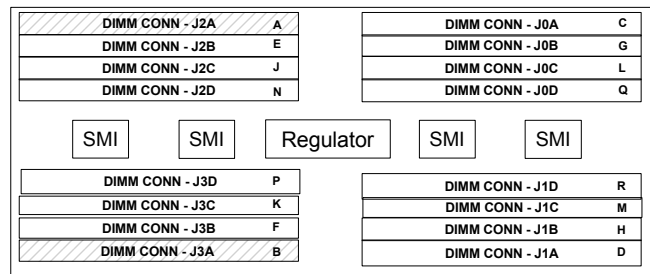 DIMM CONN - J2A A
DIMM CONN - J2B E
DIMM CONN - J2C J
DIMM CONN - J2D N
DIMM CONN - J0A C
DIMM CONN - J0B G
DIMM CONN - J0C L
DIMM CONN - J0D Q
SMI SMI Regulator SMI SMI
DIMM CONN - J3D P
DIMM CONN - J3C K
DIMM CONN - J3B F
DIMM CONN - J3A B
DIMM CONN - J1D R
DIMM CONN - J1C M
DIMM CONN - J1B H
DIMM CONN - J1A D